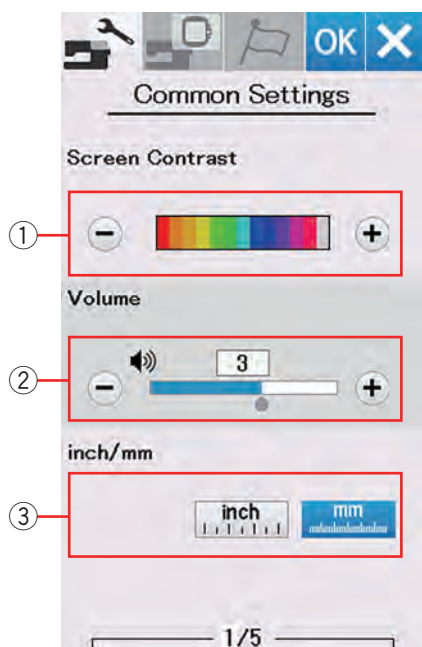 OK
Common Settings
Screen Contrast
①
− +
Volume
②
3
− +
inch/mm
③
inch mm
1/5